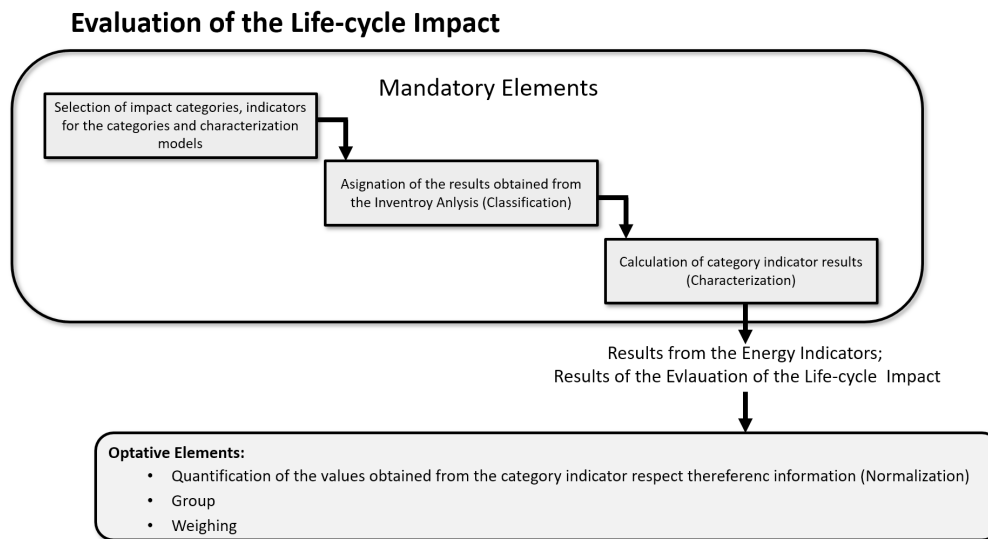 Evaluation of the Life-cycle Impact
Mandatory Elements
Selection of impact categories, indicators
for the categories and characterization
models
Asignation of the results obtained from
the Inventroy Anlysis (Classification)
Calculation of category indicator results
(Characterization)
Results from the Energy Indicators;
Results of the Evlauation of the Life-cycle Impact
Optative Elements:
• Quantification of the values obtained from the category indicator respect thereferenc information (Normalization)
• Group
• Weighing